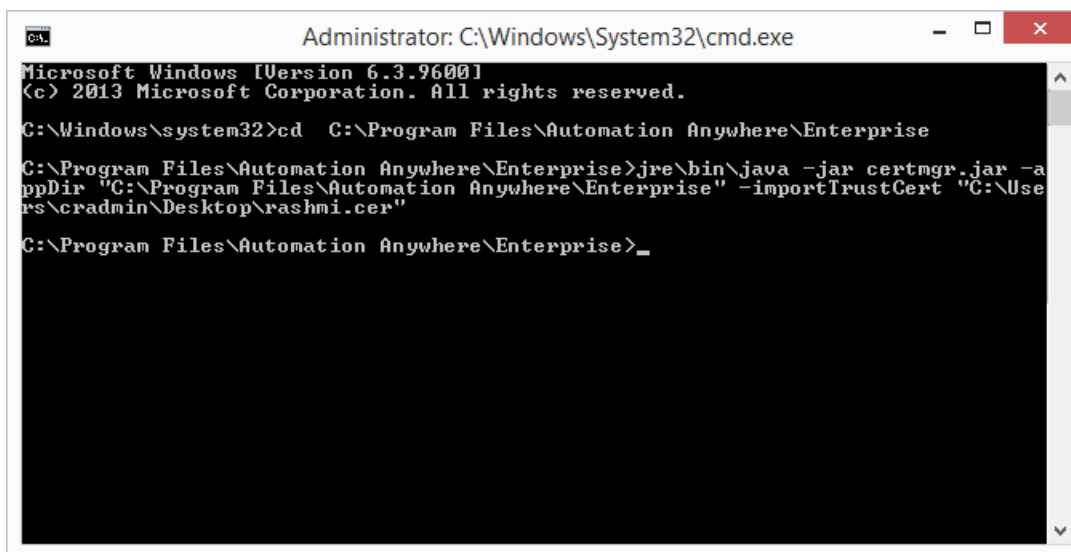 Administrator: C:\Windows\System32\cmd.exe
Microsoft Windows [Version 6.3.9600]
(c) 2013 Microsoft Corporation. All rights reserved.
C:\Windows\system32>cd  C:\Program Files\Automation Anywhere\Enterprise
C:\Program Files\Automation Anywhere\Enterprise>jre\bin\java -jar certmgr.jar -a
ppDir "C:\Program Files\Automation Anywhere\Enterprise" -importTrustCert "C:\Use
rs\cradmin\Desktop\rashmi.cer"
C:\Program Files\Automation Anywhere\Enterprise>_